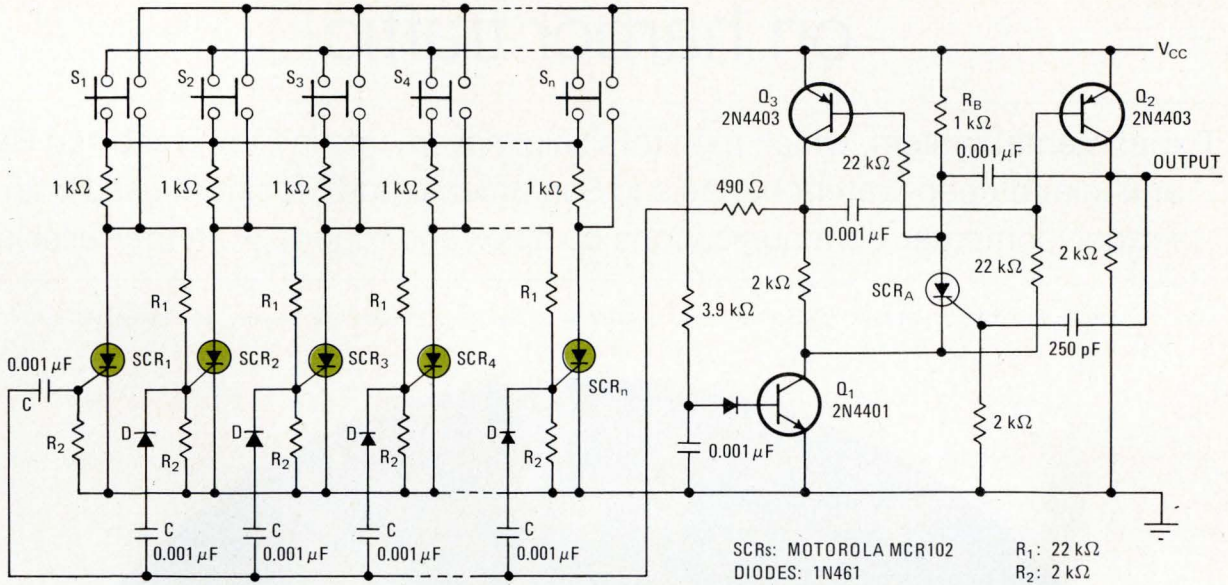 V_CC
S₁
S₂
S₃
S₄
Sₙ
Q₃
2N4403
R_B
1 kΩ
Q₂
2N4403
0.001 µF
OUTPUT
22 kΩ
1 kΩ
1 kΩ
1 kΩ
1 kΩ
1 kΩ
490 Ω
0.001 µF
22 kΩ
2 kΩ
R₁
R₁
R₁
R₁
2 kΩ
SCR_A
3.9 kΩ
0.001 µF
C
SCR₁
SCR₂
SCR₃
SCR₄
SCRₙ
250 pF
Q₁
2N4401
R₂
D
R₂
D
R₂
D
R₂
D
R₂
0.001 µF
2 kΩ
C
0.001 µF
C
0.001 µF
C
0.001 µF
C
0.001 µF
SCRs: MOTOROLA MCR102
R₁: 22 kΩ
DIODES: 1N461
R₂: 2 kΩ